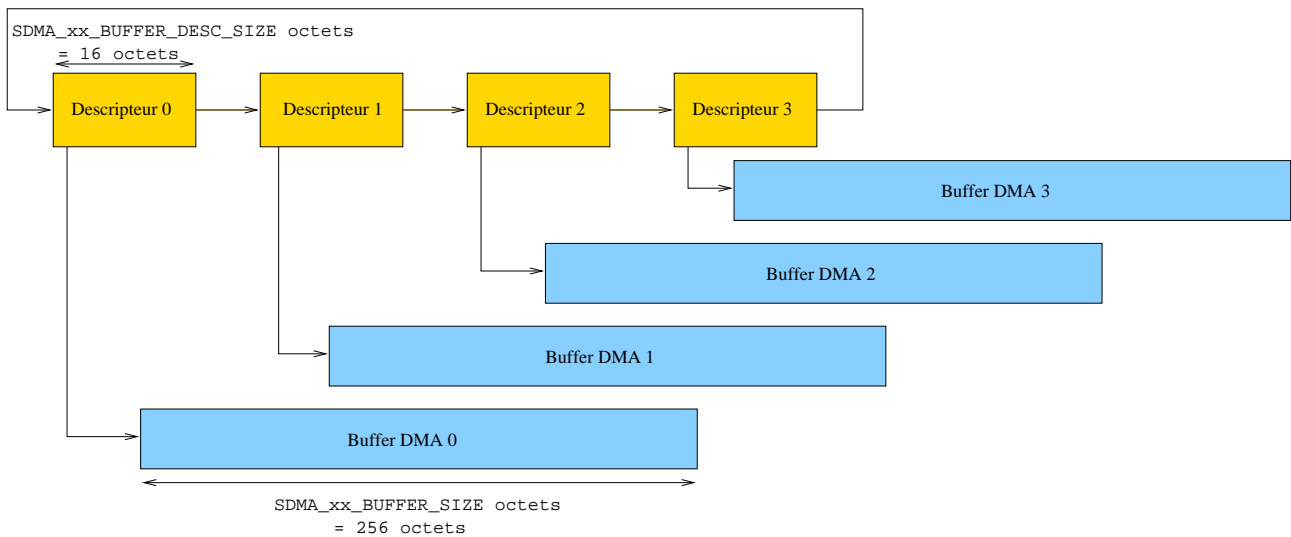 SDMA_xx_BUFFER_DESC_SIZE octets
= 16 octets
Descripteur 0
Descripteur 1
Descripteur 2
Descripteur 3
Buffer DMA 3
Buffer DMA 2
Buffer DMA 1
Buffer DMA 0
SDMA_xx_BUFFER_SIZE octets
= 256 octets